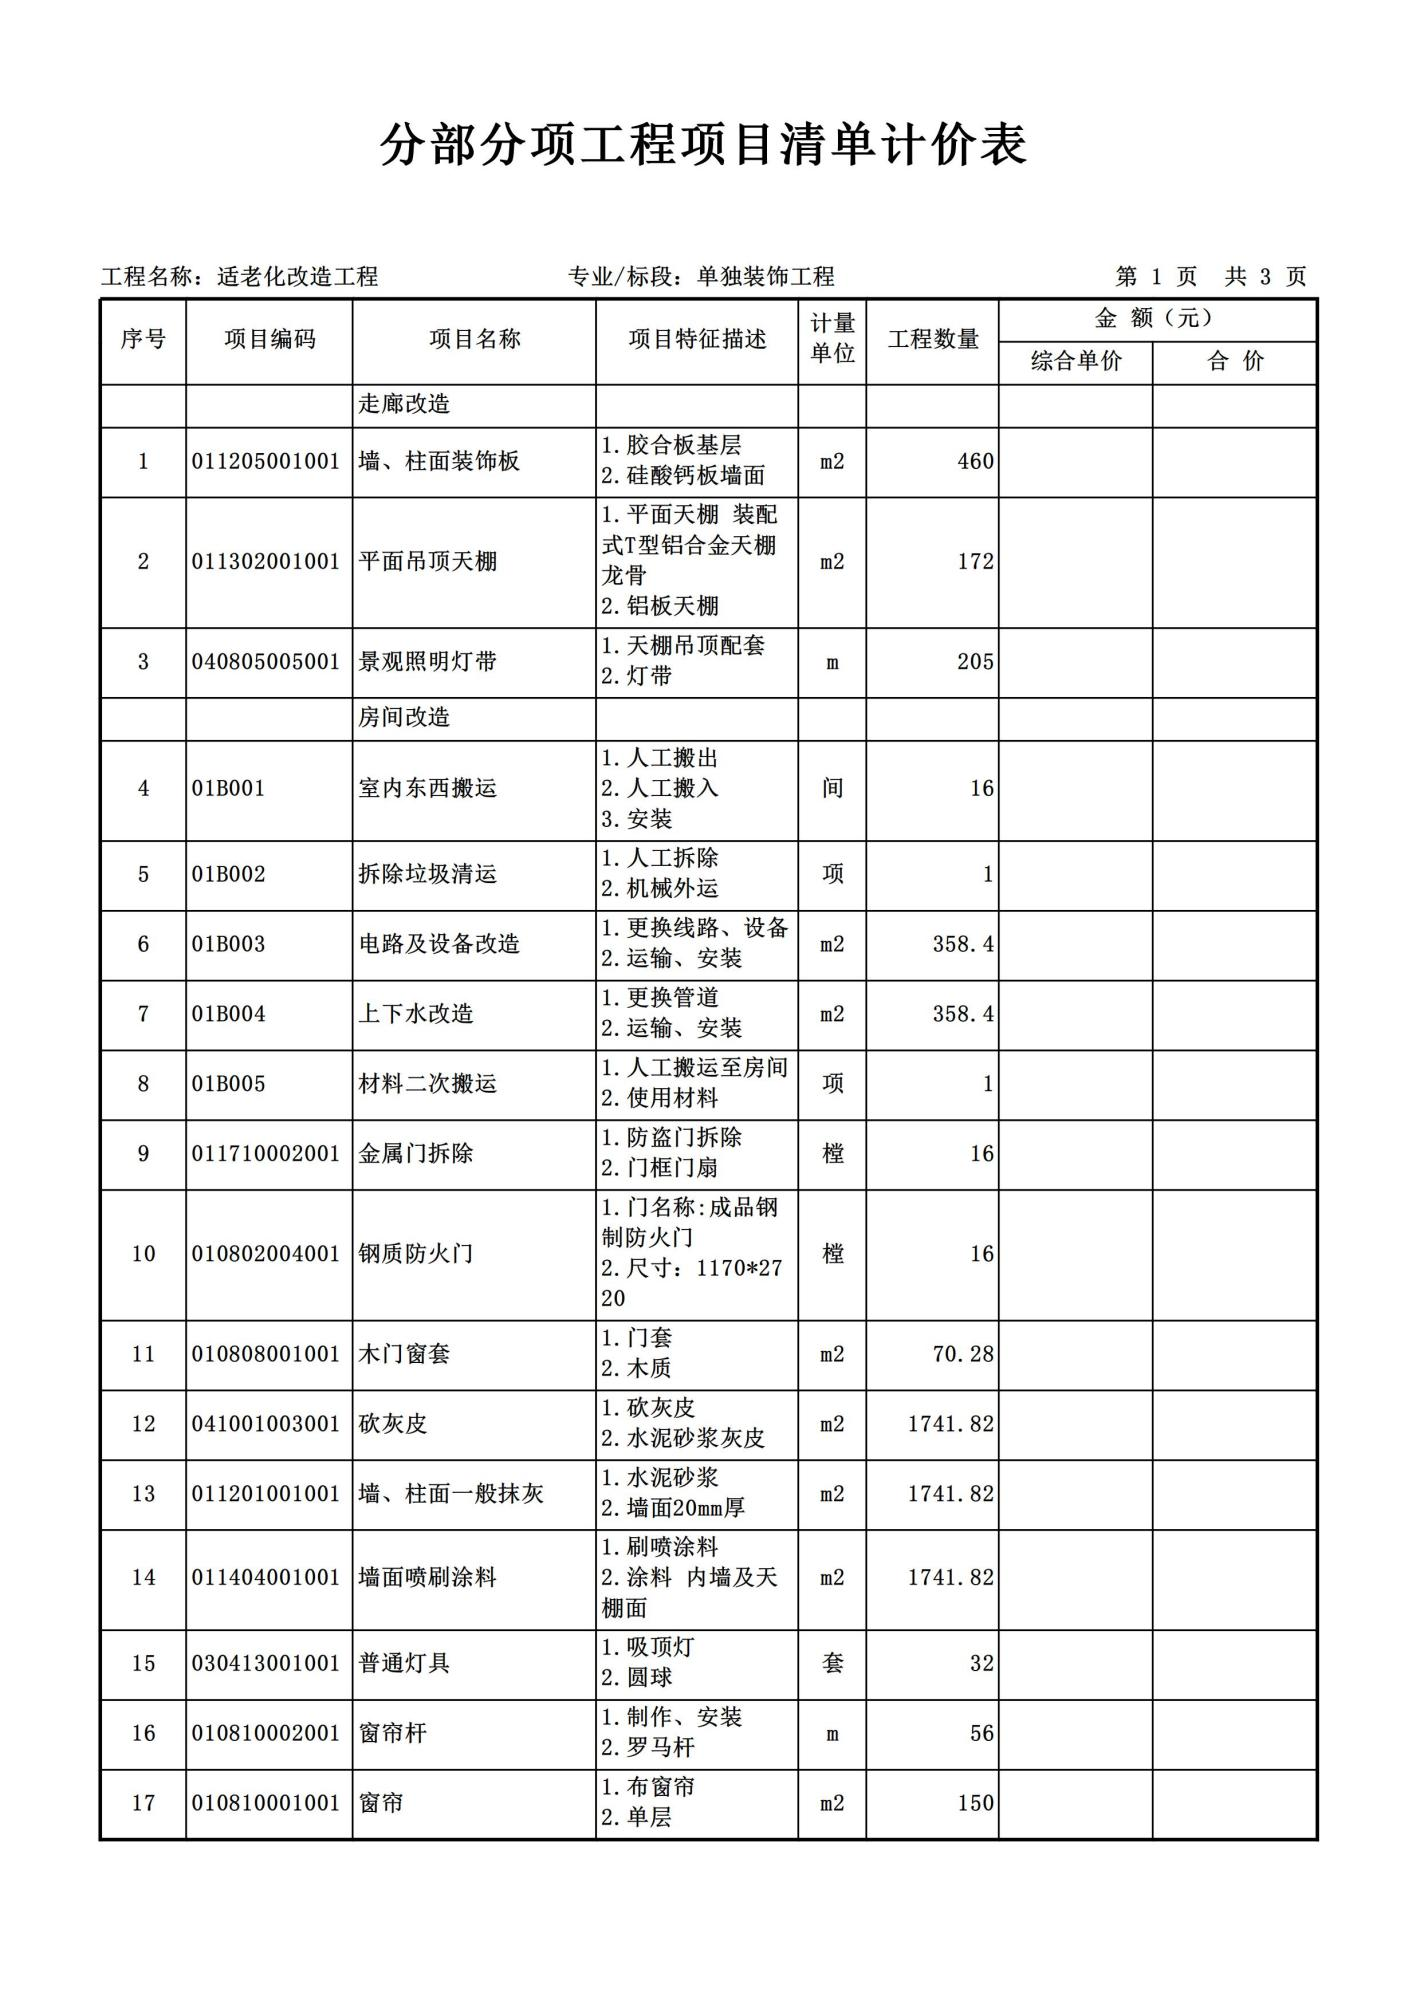 分部分项工程项目清单计价表
工程名称：适老化改造工程 专业/标段：单独装饰工程 第 1 页 共 3 页
序号 项目编码 项目名称 项目特征描述 计量单位 工程数量 金 额（元）
综合单价 合 价
走廊改造
1 011205001001 墙、柱面装饰板 1.胶合板基层
2.硅酸钙板墙面 m2 460
2 011302001001 平面吊顶天棚 1.平面天棚 装配
式T型铝合金天棚
龙骨
2.铝板天棚 m2 172
3 040805005001 景观照明灯带 1.天棚吊顶配套
2.灯带 m 205
房间改造
4 01B001 室内东西搬运 1.人工搬出
2.人工搬入
3.安装 间 16
5 01B002 拆除垃圾清运 1.人工拆除
2.机械外运 项 1
6 01B003 电路及设备改造 1.更换线路、设备
2.运输、安装 m2 358.4
7 01B004 上下水改造 1.更换管道
2.运输、安装 m2 358.4
8 01B005 材料二次搬运 1.人工搬运至房间
2.使用材料 项 1
9 011710002001 金属门拆除 1.防盗门拆除
2.门框门扇 樘 16
10 010802004001 钢质防火门 1.门名称:成品钢
制防火门
2.尺寸：1170*27
20 樘 16
11 010808001001 木门窗套 1.门套
2.木质 m2 70.28
12 041001003001 砍灰皮 1.砍灰皮
2.水泥砂浆灰皮 m2 1741.82
13 011201001001 墙、柱面一般抹灰 1.水泥砂浆
2.墙面20mm厚 m2 1741.82
14 011404001001 墙面喷刷涂料 1.刷喷涂料
2.涂料 内墙及天
棚面 m2 1741.82
15 030413001001 普通灯具 1.吸顶灯
2.圆球 套 32
16 010810002001 窗帘杆 1.制作、安装
2.罗马杆 m 56
17 010810001001 窗帘 1.布窗帘
2.单层 m2 150